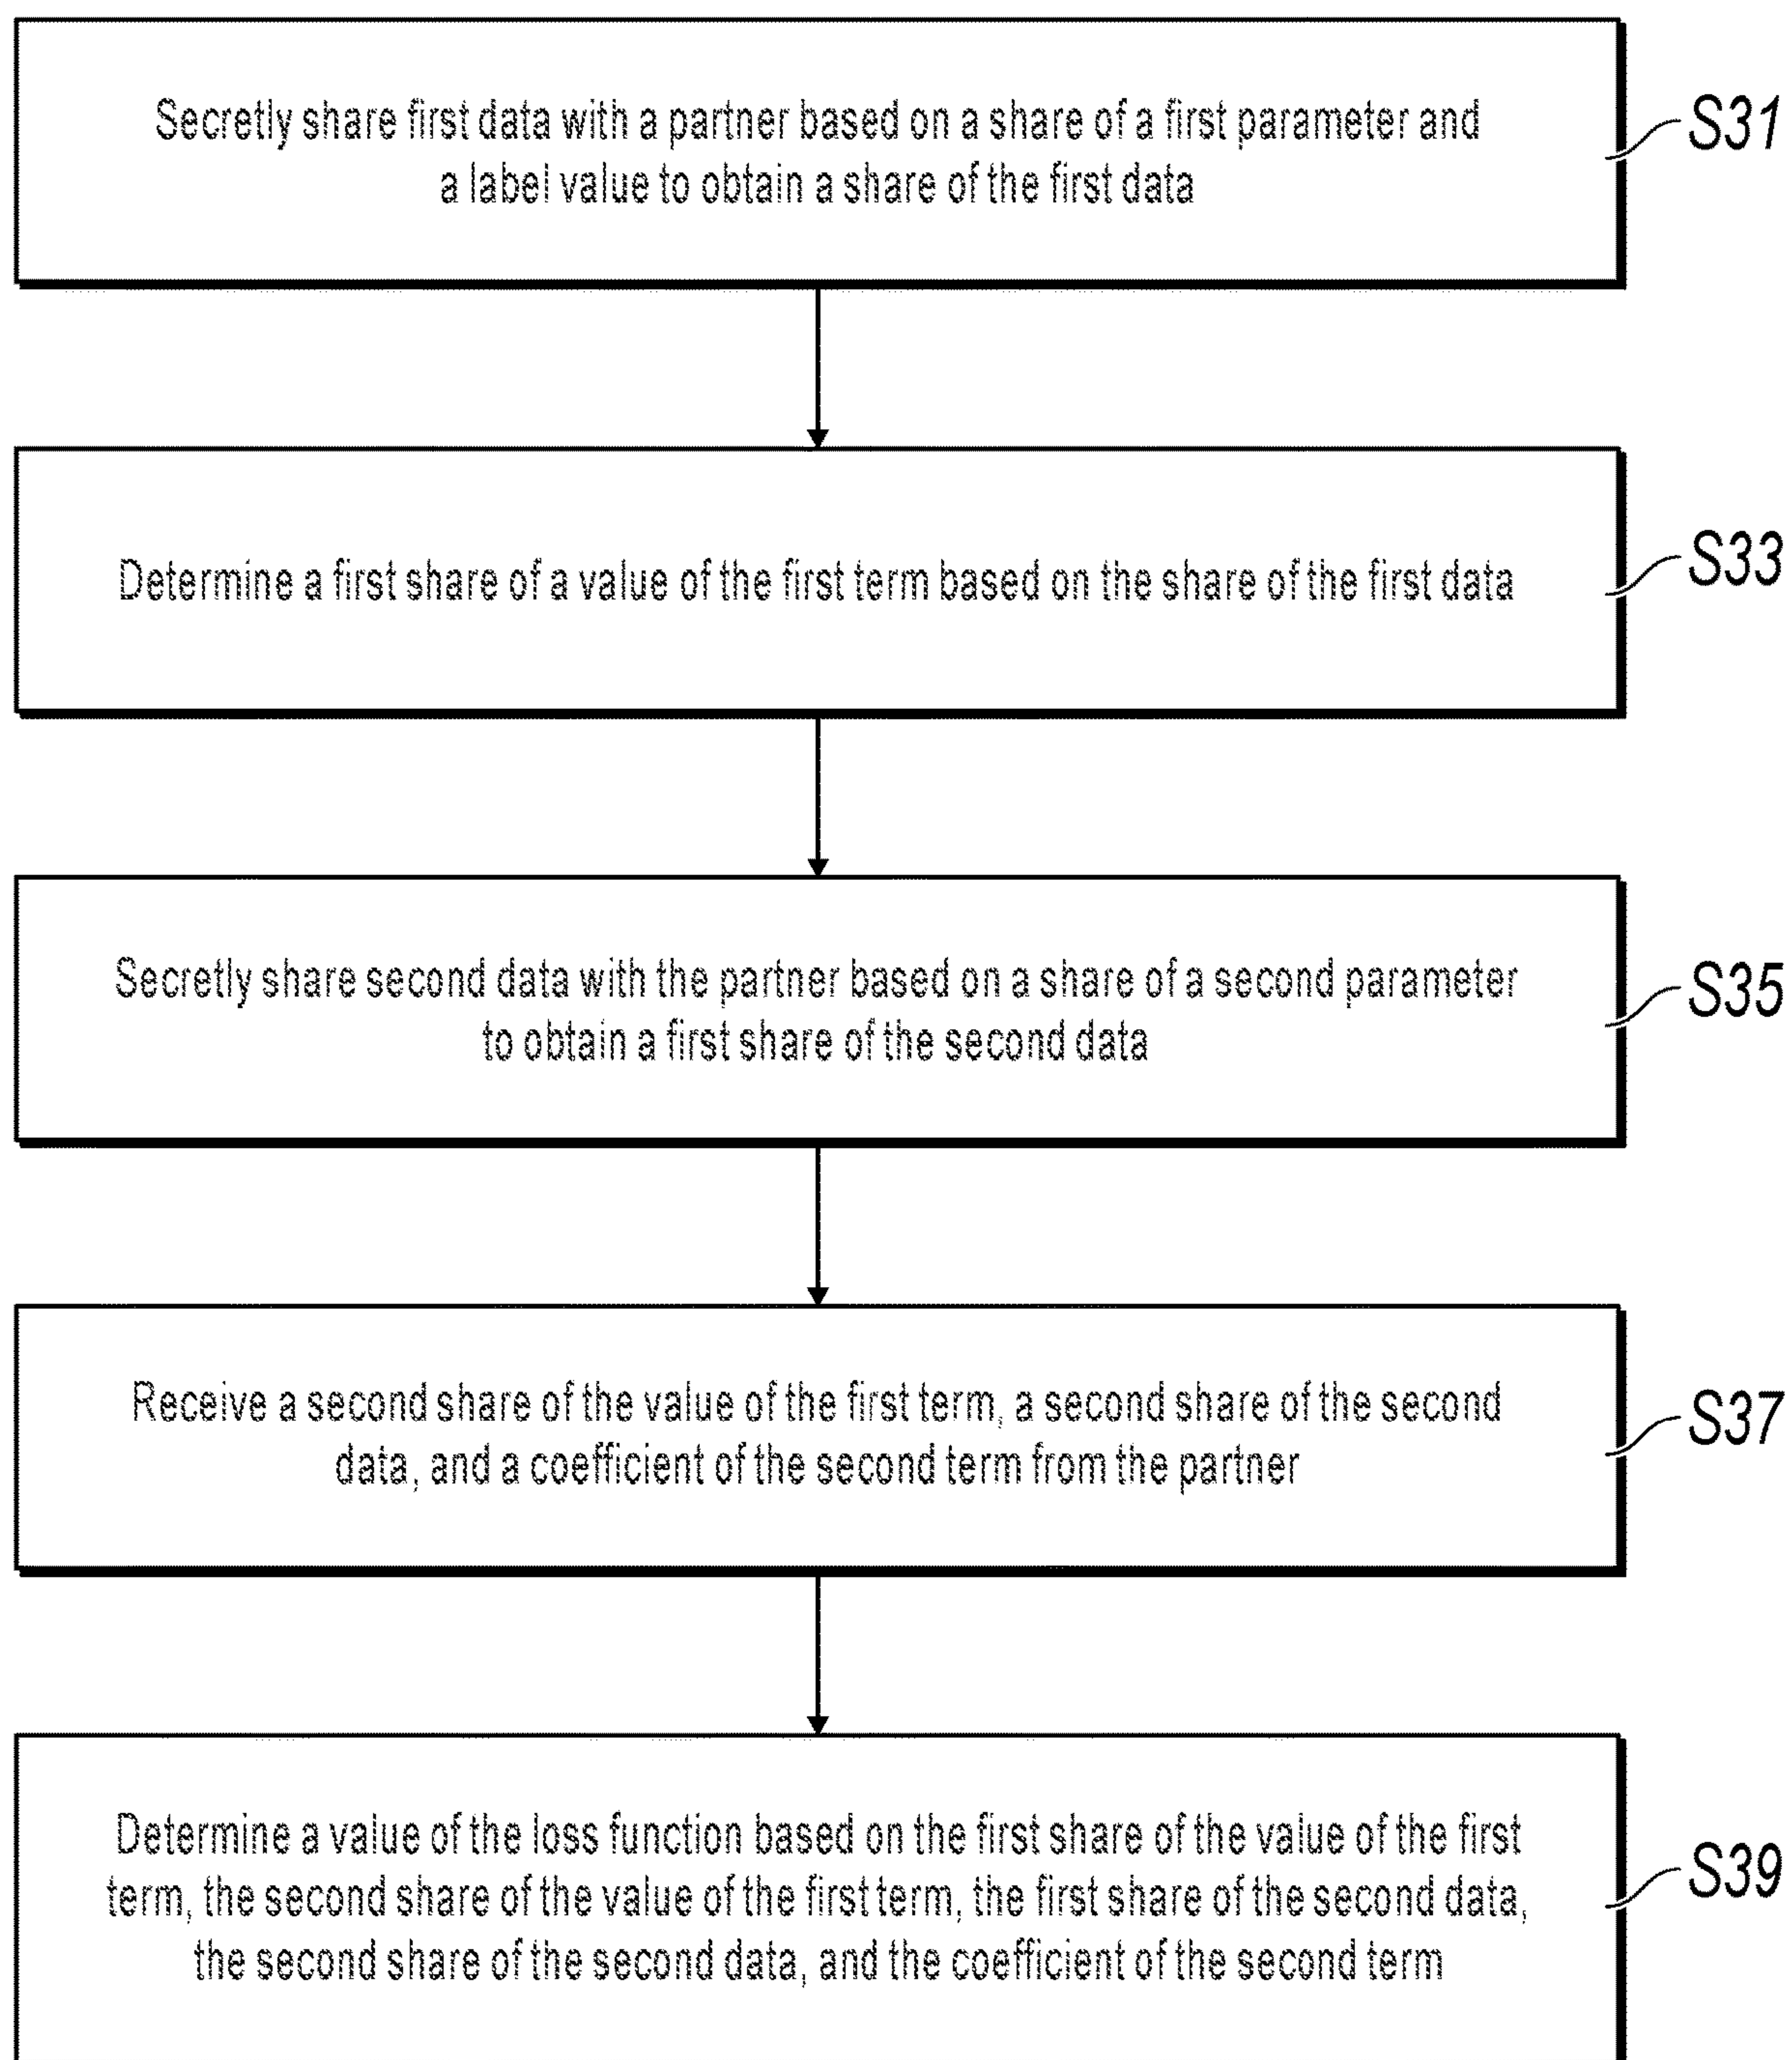 Secretly share first data with a partner based on a share of a first parameter and
a label value to obtain a share of the first data
S31
Determine a first share of a value of the first term based on the share of the first data
S33
Secretly share second data with the partner based on a share of a second parameter
to obtain a first share of the second data
S35
Receive a second share of the value of the first term, a second share of the second
data, and a coefficient of the second term from the partner
S37
Determine a value of the loss function based on the first share of the value of the first
term, the second share of the value of the first term, the first share of the second data,
the second share of the second data, and the coefficient of the second term
S39